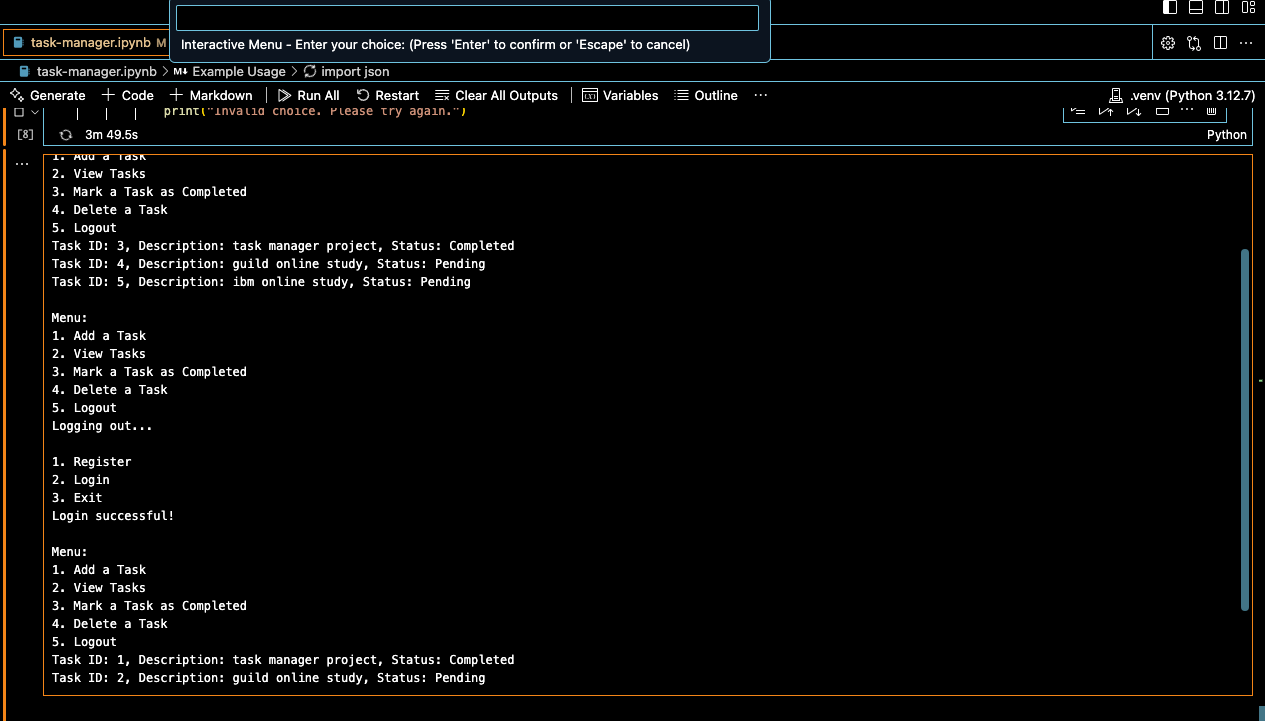 Interactive Menu - Enter your choice: (Press 'Enter' to confirm or 'Escape' to cancel)
task-manager.ipynb M
task-manager.ipynb > M↓ Example Usage > import json
Generate + Code + Markdown | Run All Restart Clear All Outputs | Variables Outline ... .venv (Python 3.12.7)
print("Invalid choice. Please try again.")
[8] 3m 49.5s Python
...
1. Add a Task
2. View Tasks
3. Mark a Task as Completed
4. Delete a Task
5. Logout
Task ID: 3, Description: task manager project, Status: Completed
Task ID: 4, Description: guild online study, Status: Pending
Task ID: 5, Description: ibm online study, Status: Pending
Menu:
1. Add a Task
2. View Tasks
3. Mark a Task as Completed
4. Delete a Task
5. Logout
Logging out...
1. Register
2. Login
3. Exit
Login successful!
Menu:
1. Add a Task
2. View Tasks
3. Mark a Task as Completed
4. Delete a Task
5. Logout
Task ID: 1, Description: task manager project, Status: Completed
Task ID: 2, Description: guild online study, Status: Pending